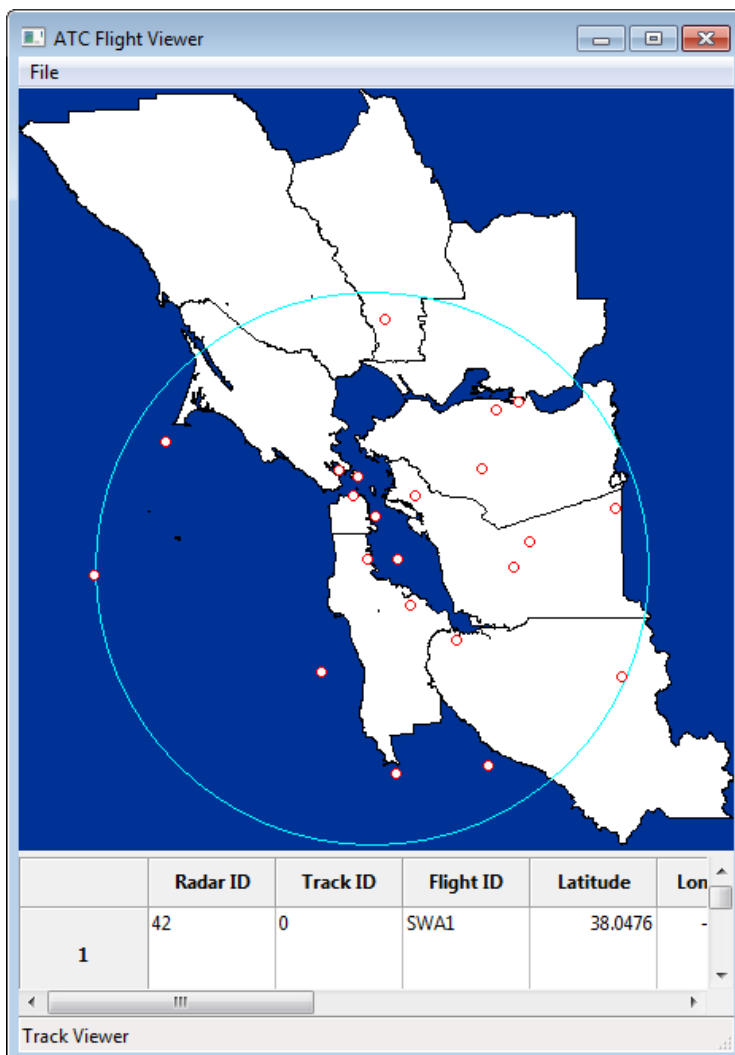 ATC Flight Viewer
File
Radar ID Track ID Flight ID Latitude Lon
1 42 0 SWA1 38.0476 -
Track Viewer